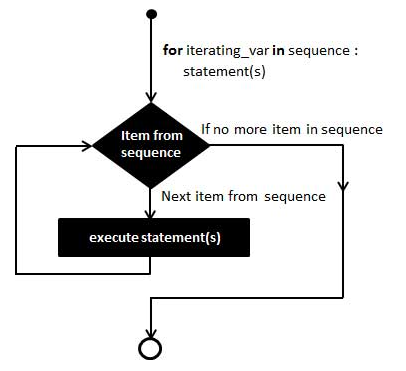 for iterating_var in sequence :
statement(s)
Item from
sequence
If no more item in sequence
Next item from sequence
execute statement(s)